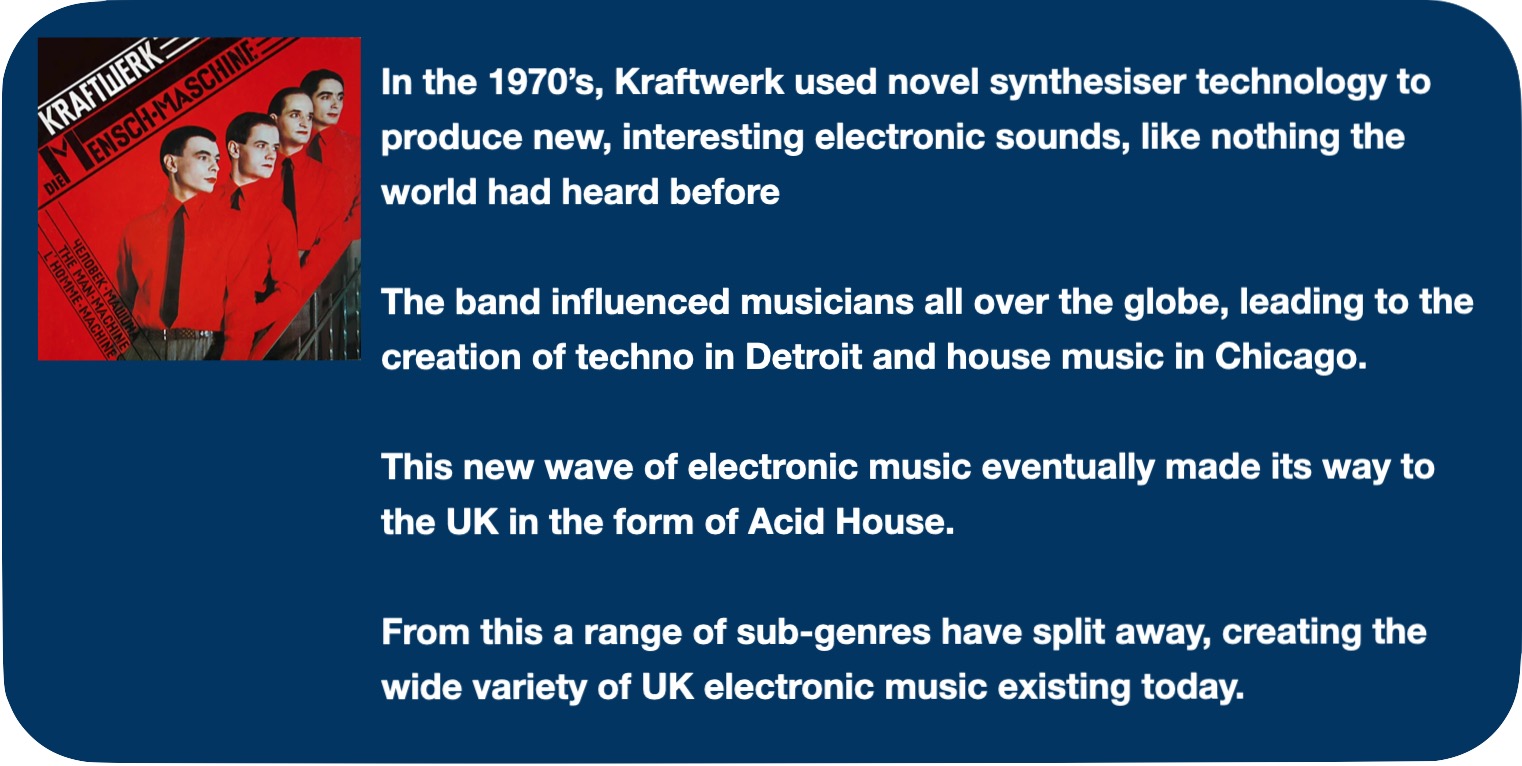 KRAFTWERK
DIE MENSCH·MASCHINE
ЧЕЛОВЕК·МАШИНА
THE MAN·MACHINE
L'HOMME·MACHINE
In the 1970’s, Kraftwerk used novel synthesiser technology to
produce new, interesting electronic sounds, like nothing the
world had heard before
The band influenced musicians all over the globe, leading to the
creation of techno in Detroit and house music in Chicago.
This new wave of electronic music eventually made its way to
the UK in the form of Acid House.
From this a range of sub-genres have split away, creating the
wide variety of UK electronic music existing today.